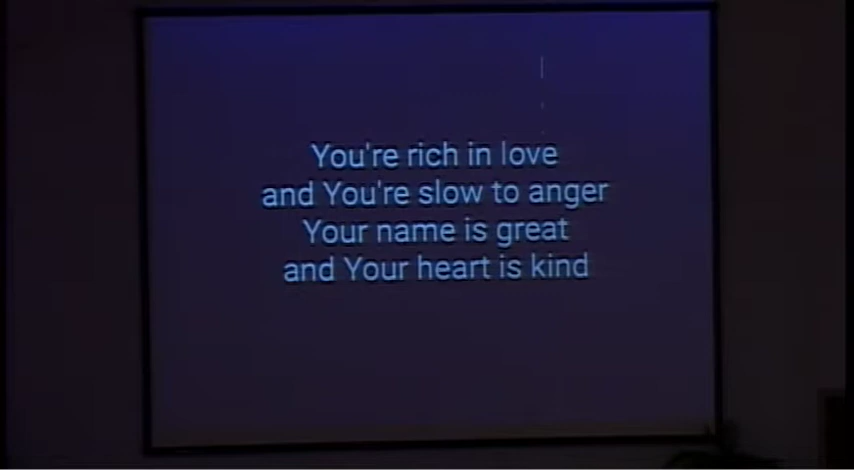 You're rich in love
and You're slow to anger
Your name is great
and Your heart is kind